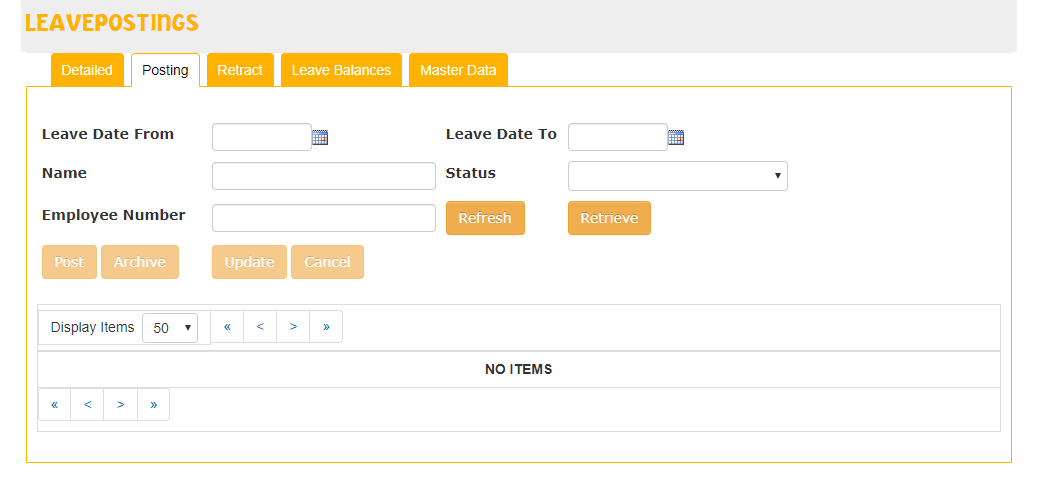 LEAVEPOSTINGS
Detailed Posting Retract Leave Balances Master Data
Leave Date From Leave Date To
Name Status
Employee Number Refresh Retrieve
Post Archive Update Cancel
Display Items 50 « < > »
NO ITEMS
« < > »